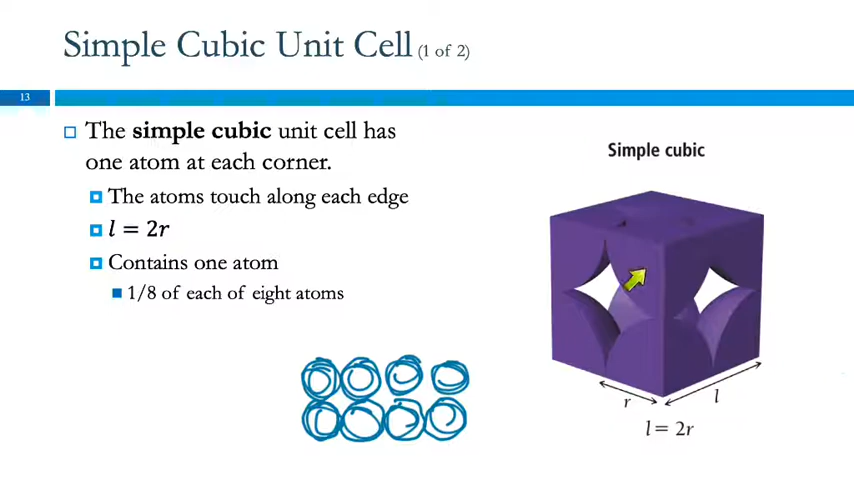 Simple Cubic Unit Cell (1 of 2)
13
The simple cubic unit cell has
one atom at each corner.
The atoms touch along each edge
l = 2r
Contains one atom
1/8 of each of eight atoms
Simple cubic
r
l
l = 2r